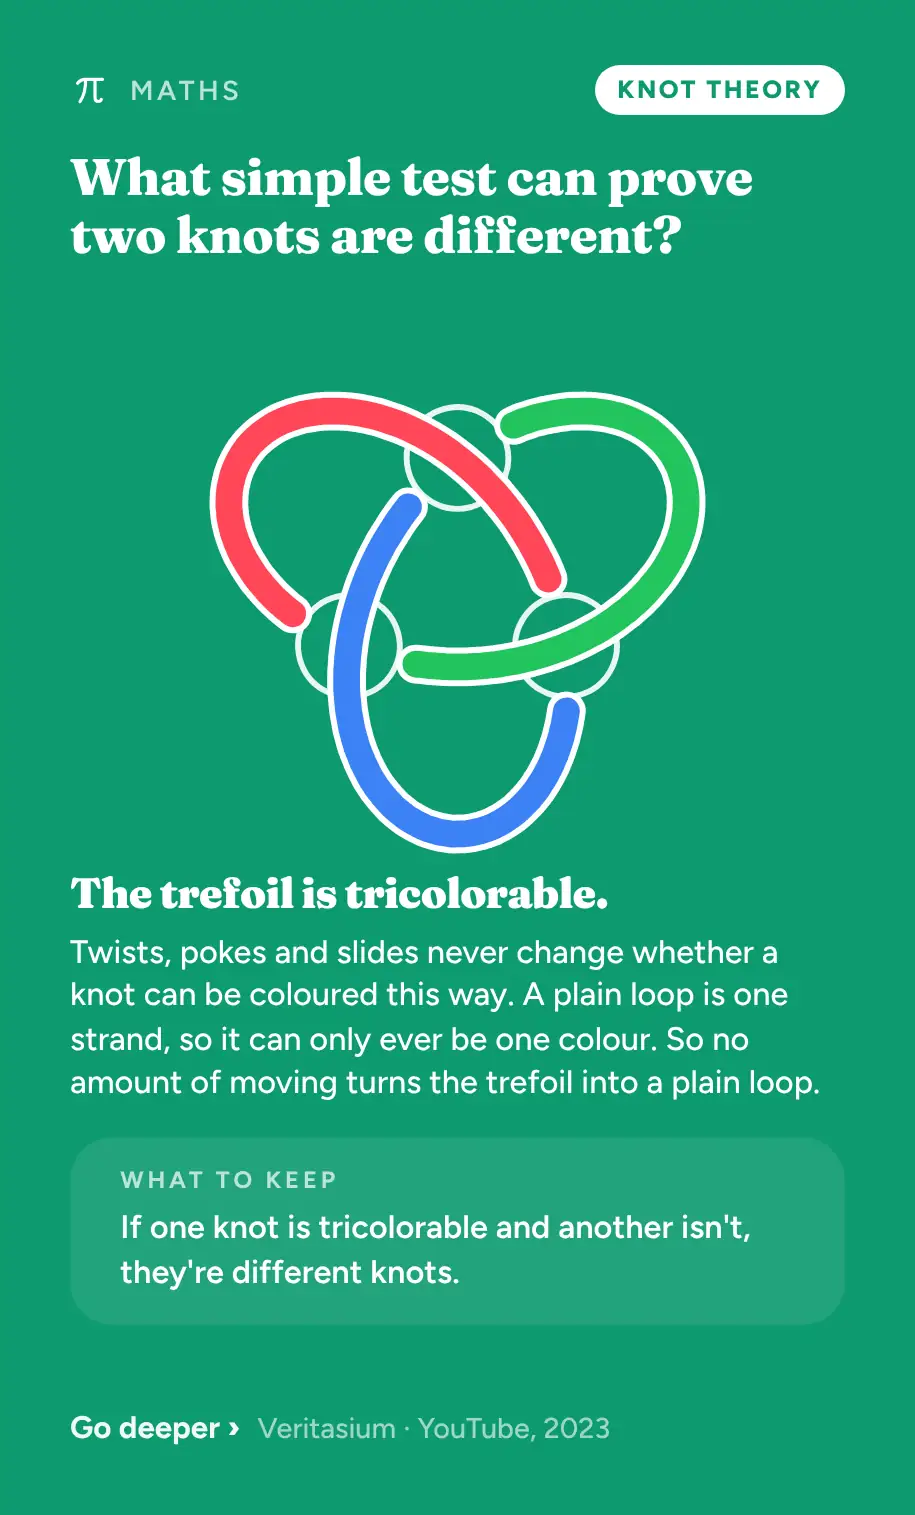 π MATHS
KNOT THEORY
What simple test can prove
two knots are different?
The trefoil is tricolorable.
Twists, pokes and slides never change whether a
knot can be coloured this way. A plain loop is one
strand, so it can only ever be one colour. So no
amount of moving turns the trefoil into a plain loop.
WHAT TO KEEP
If one knot is tricolorable and another isn't,
they're different knots.
Go deeper › Veritasium · YouTube, 2023